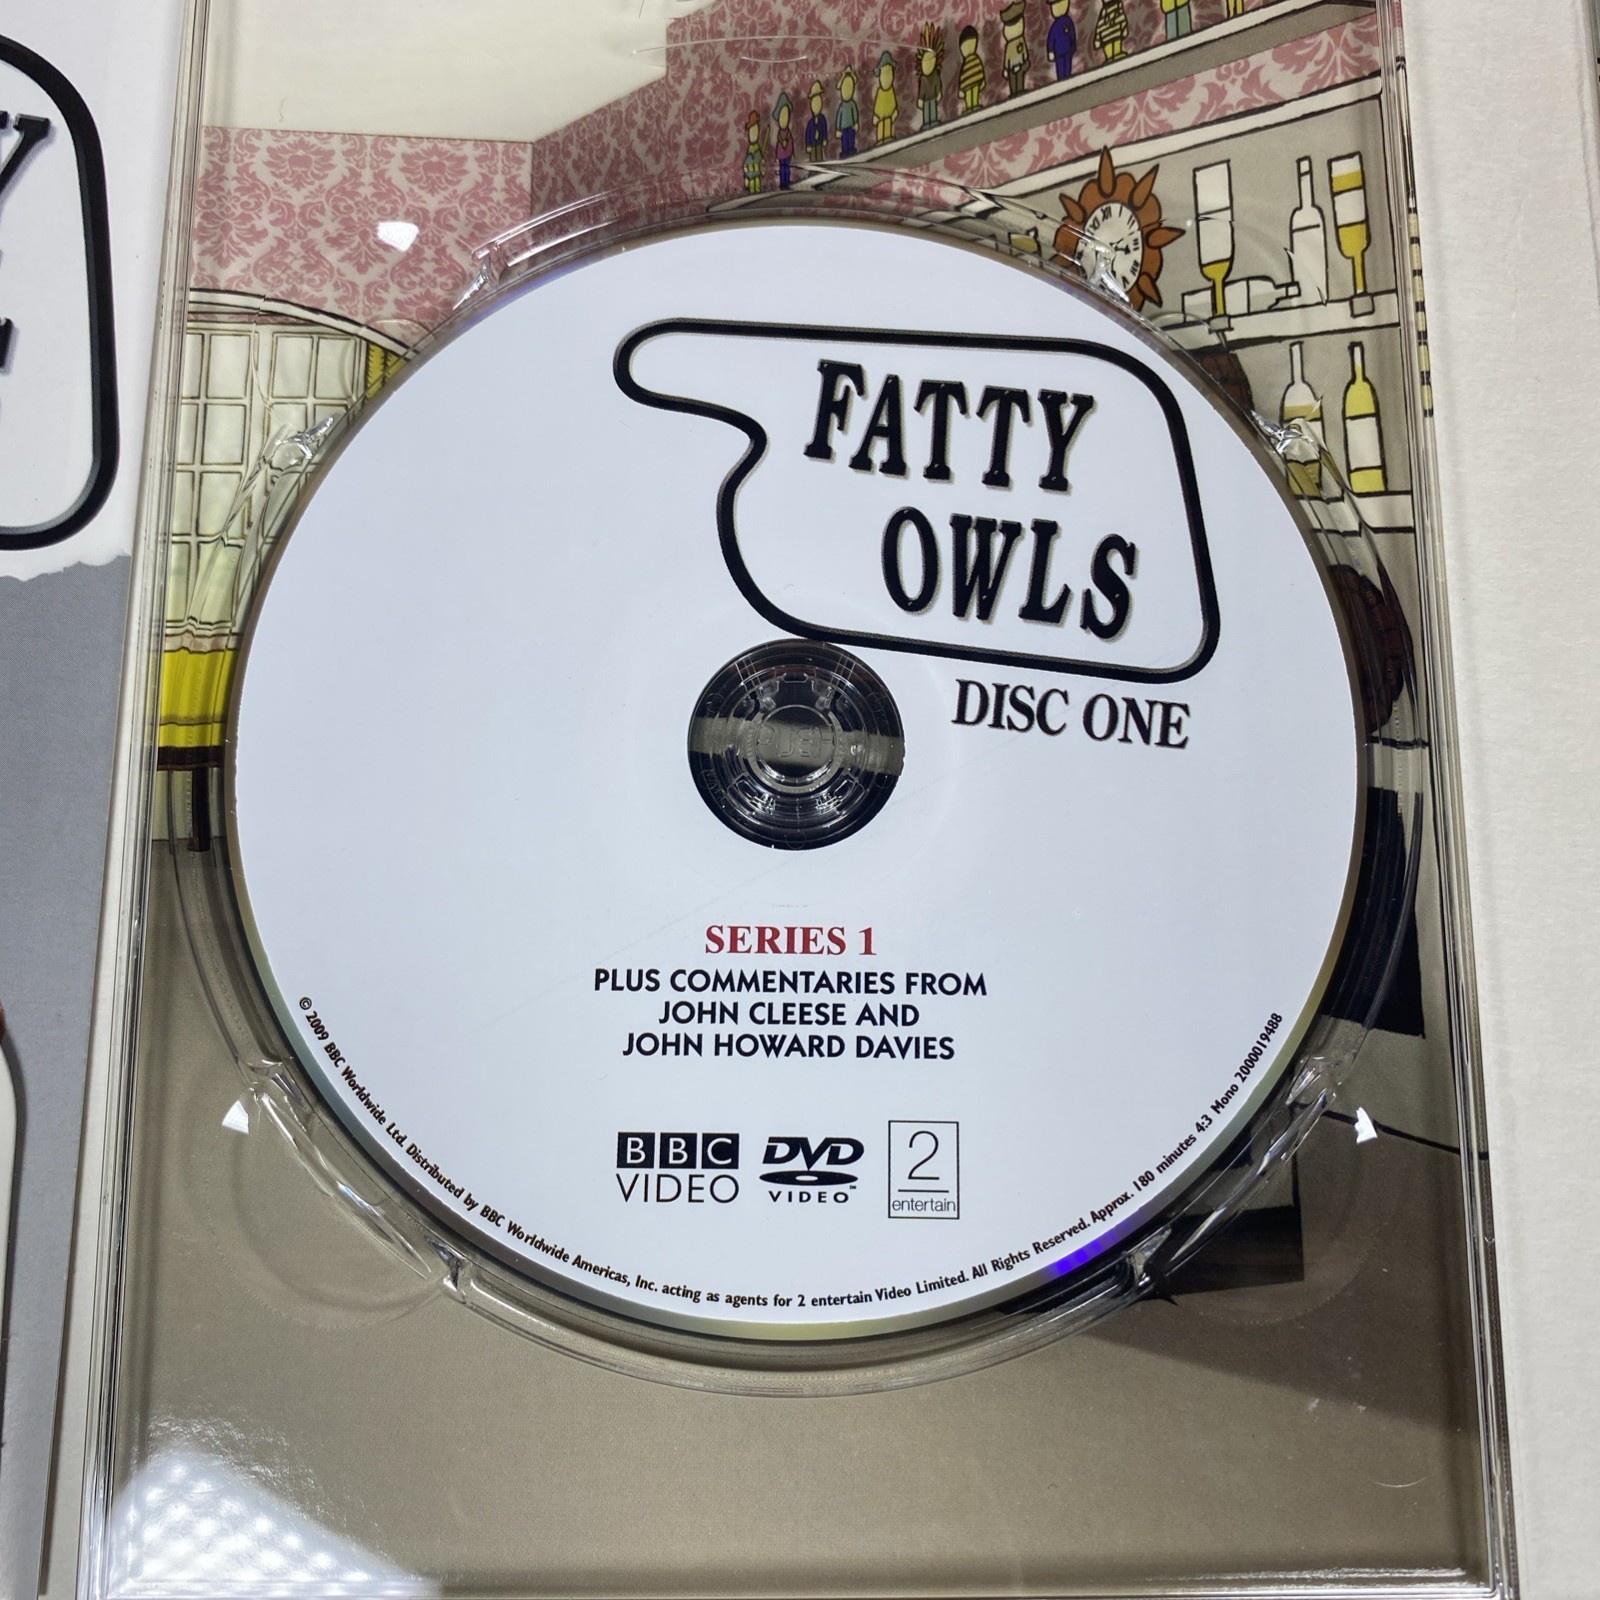 Y
FATTY
OWLS
DISC ONE
SERIES 1
PLUS COMMENTARIES FROM
JOHN CLEESE AND
JOHN HOWARD DAVIES
BBC
VIDEO
DVD
VIDEO™
2
entertain
© 2009 BBC Worldwide Ltd. Distributed by BBC Worldwide Americas, Inc. acting as agents for 2 entertain Video Limited. All Rights Reserved. Approx. 180 minutes 4:3 Mono 2000019488